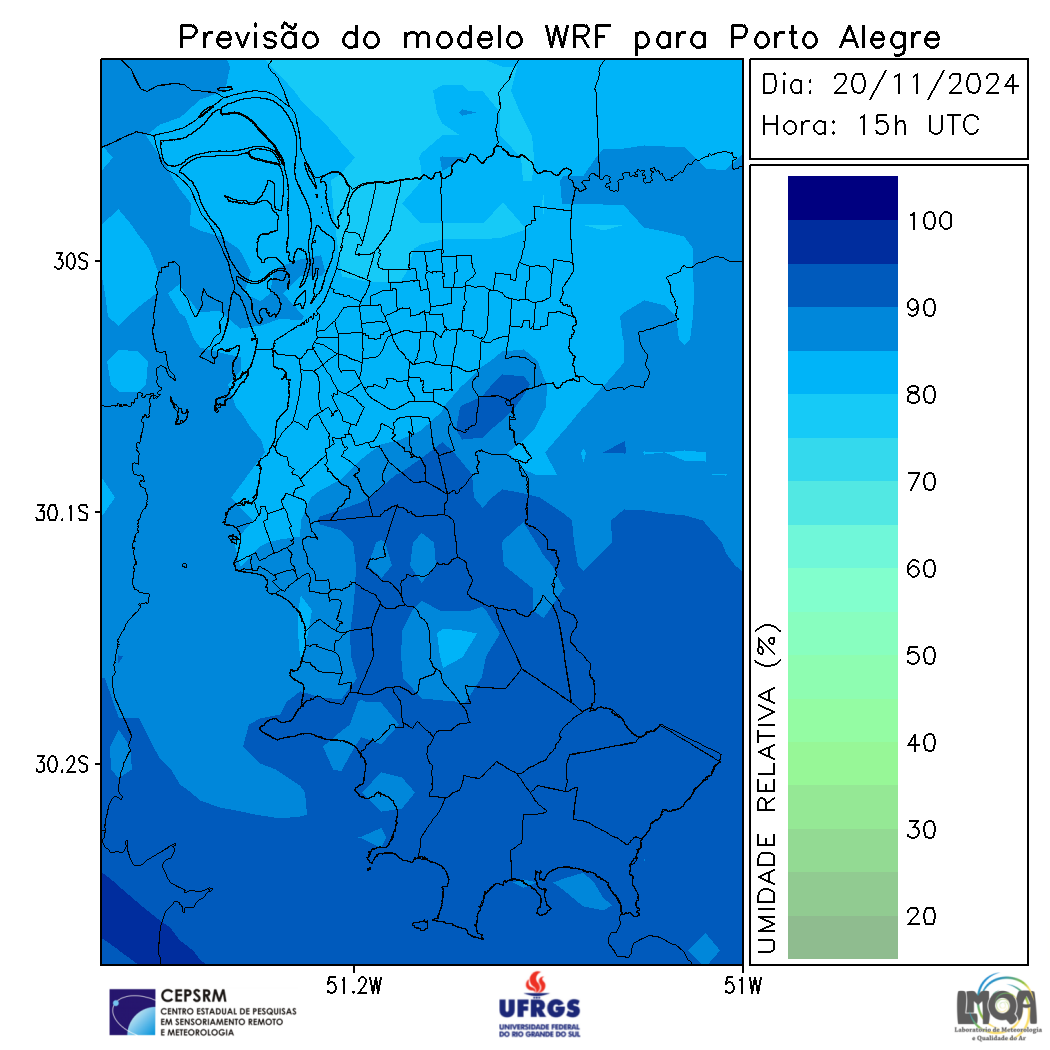 Previsão do modelo WRF para Porto Alegre
Dia: 20/11/2024
Hora: 15h UTC
30S
30.1S
30.2S
51.2W
51W
UMIDADE RELATIVA (%)
100
90
80
70
60
50
40
30
20
CEPSRM
CENTRO ESTADUAL DE PESQUISAS
EM SENSORIAMENTO REMOTO
E METEOROLOGIA
UFRGS
UNIVERSIDADE FEDERAL
DO RIO GRANDE DO SUL
LMQA
Laboratório de Meteorologia
e Qualidade do Ar